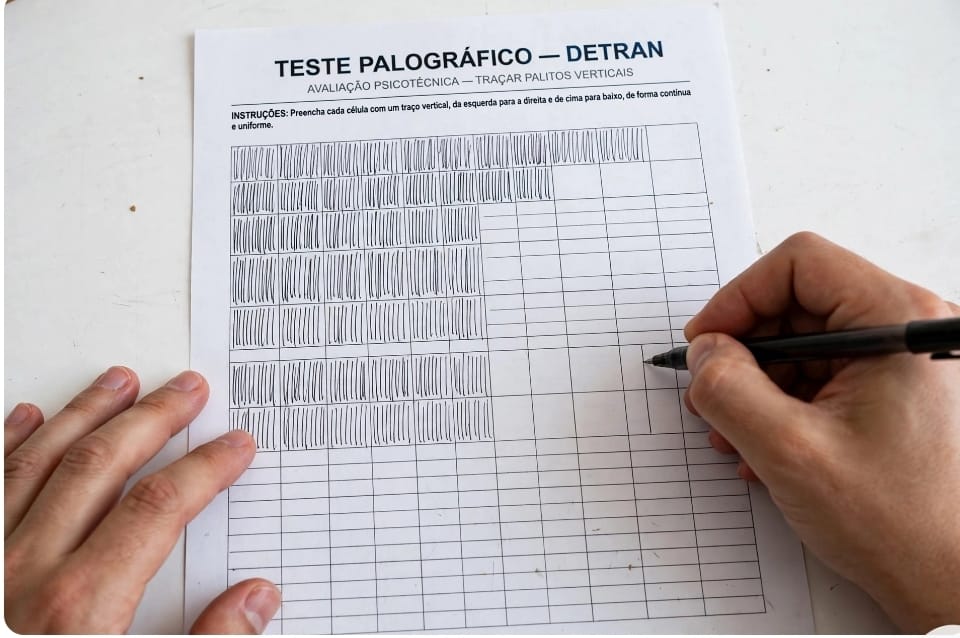 TESTE PALOGRÁFICO — DETRAN
AVALIAÇÃO PSICOTÉCNICA — TRAÇAR PALITOS VERTICAIS
INSTRUÇÕES: Preencha cada célula com um traço vertical, da esquerda para a direita e de cima para baixo, de forma contínua
e uniforme.